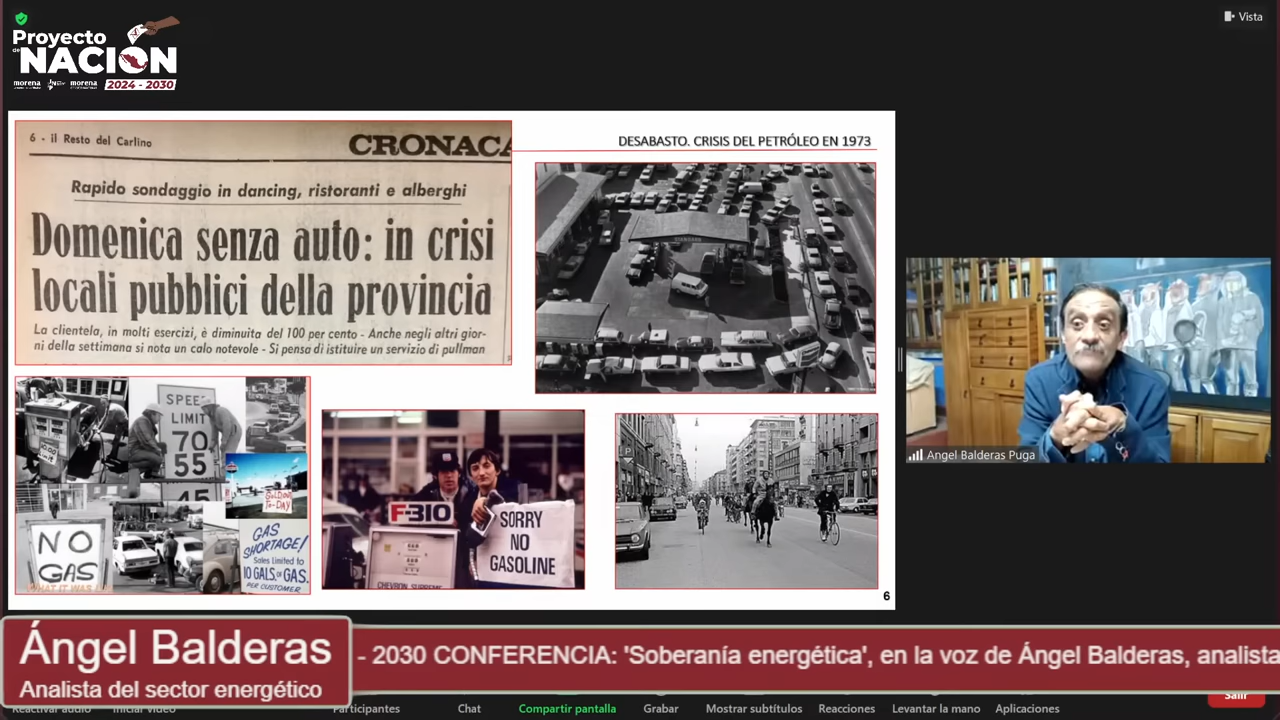 Vista
Proyecto
de NACIÓN
morena morena 2024 - 2030
6 - il Resto del Carlino
CRONACA
Rapido sondaggio in dancing, ristoranti e alberghi
Domenica senza auto: in crisi
locali pubblici della provincia
La clientela, in molti esercizi, è diminuita del 100 per cento - Anche negli altri gior-
ni della settimana si nota un calo notevole - Si pensa di istituire un servizio di pullman
DESABASTO. CRISIS DEL PETRÓLEO EN 1973
SPEED
LIMIT
70
55
45
NO
GAS
GAS
SHORTAGE!
Sales Limited to
10 GALS. of GAS.
PER CUSTOMER
F-310
CHEVRON SUPREME
SORRY
NO
GASOLINE
P
6
Angel Balderas Puga
Ángel Balderas
Analista del sector energético
- 2030 CONFERENCIA: 'Soberanía energética', en la voz de Ángel Balderas, analista
Reactivar audio Iniciar video Participantes Chat Compartir pantalla Grabar Mostrar subtítulos Reacciones Levantar la mano Aplicaciones Salir